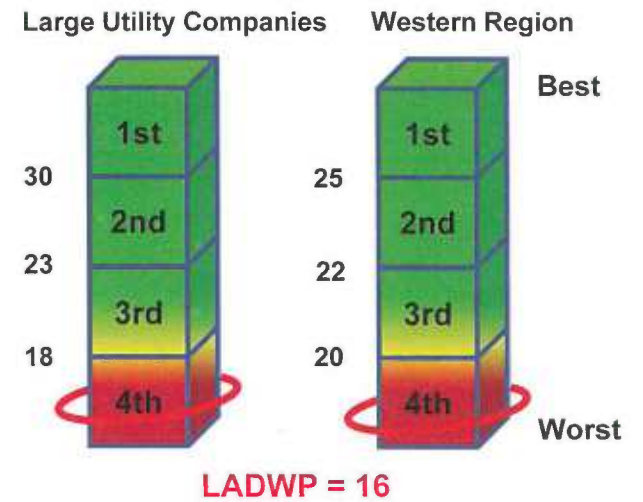 Large Utility Companies
Western Region
Best
1st
1st
30
25
2nd
2nd
23
22
3rd
3rd
18
20
4th
4th
Worst
LADWP = 16